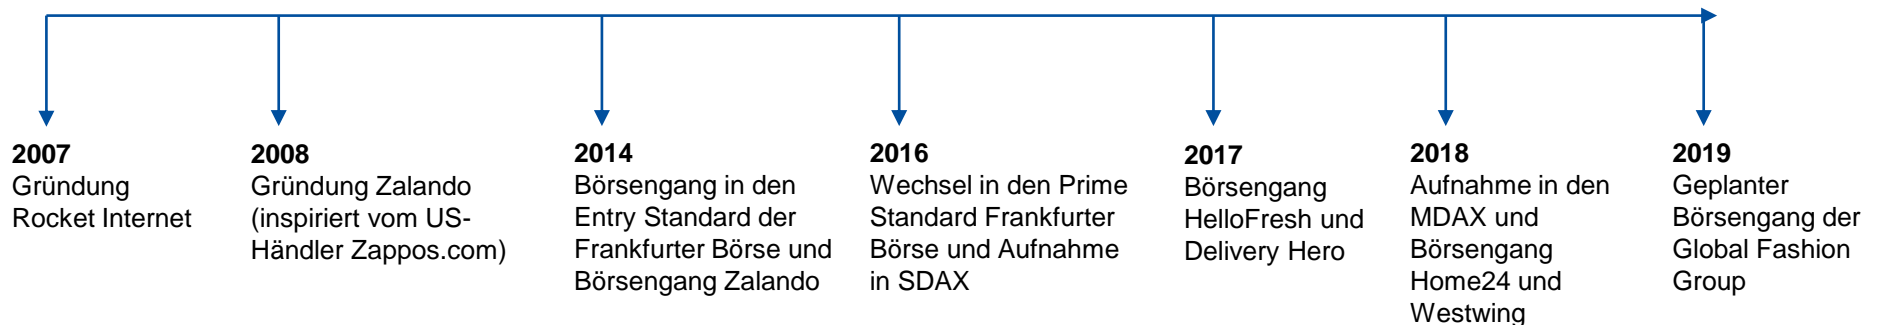 2007
Gründung
Rocket Internet
2008
Gründung Zalando
(inspiriert vom US-
Händler Zappos.com)
2014
Börsengang in den
Entry Standard der
Frankfurter Börse und
Börsengang Zalando
2016
Wechsel in den Prime
Standard Frankfurter
Börse und Aufnahme
in SDAX
2017
Börsengang
HelloFresh und
Delivery Hero
2018
Aufnahme in den
MDAX und
Börsengang
Home24 und
Westwing
2019
Geplanter
Börsengang der
Global Fashion
Group